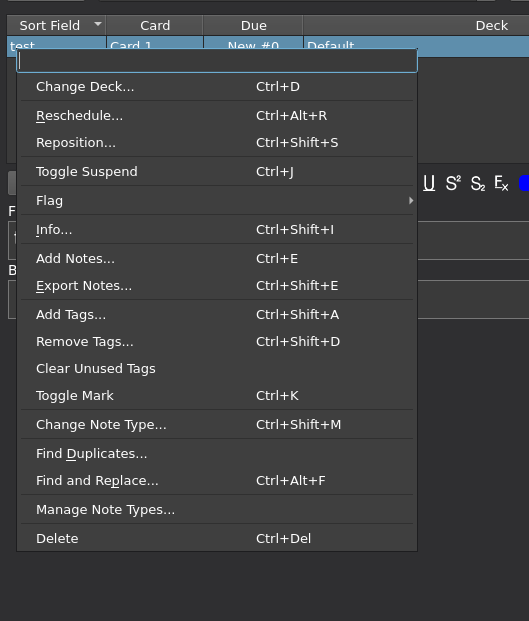 Sort Field Card Due Deck
test Card 1 New #0 Default
Change Deck... Ctrl+D
Reschedule... Ctrl+Alt+R
Reposition... Ctrl+Shift+S
Toggle Suspend Ctrl+J
U S² S₂ Ex
Flag
F
Info... Ctrl+Shift+I
Add Notes... Ctrl+E
B
Export Notes... Ctrl+Shift+E
Add Tags... Ctrl+Shift+A
Remove Tags... Ctrl+Shift+D
Clear Unused Tags
Toggle Mark Ctrl+K
Change Note Type... Ctrl+Shift+M
Find Duplicates...
Find and Replace... Ctrl+Alt+F
Manage Note Types...
Delete Ctrl+Del